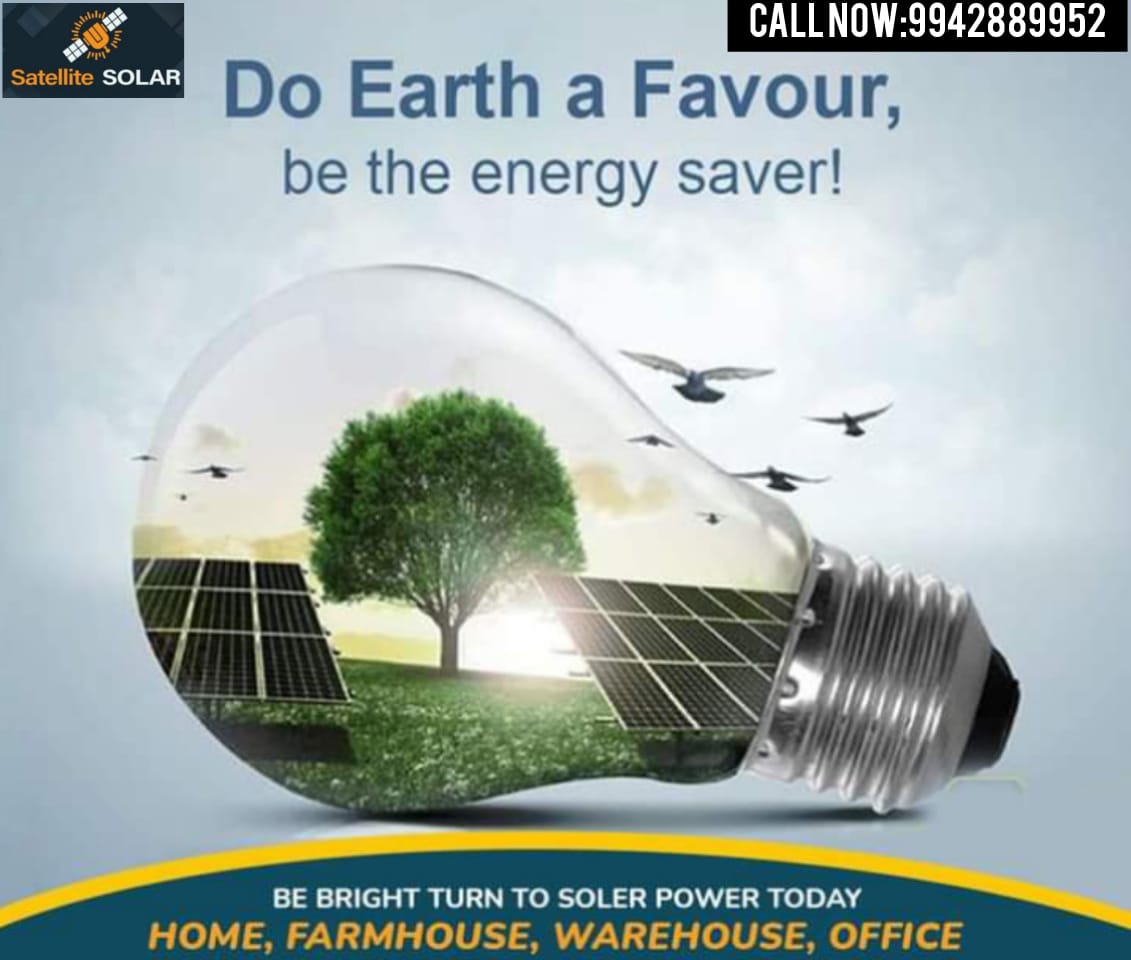 Satellite SOLAR
CALL NOW:9942889952
Do Earth a Favour,
be the energy saver!
BE BRIGHT TURN TO SOLER POWER TODAY
HOME, FARMHOUSE, WAREHOUSE, OFFICE